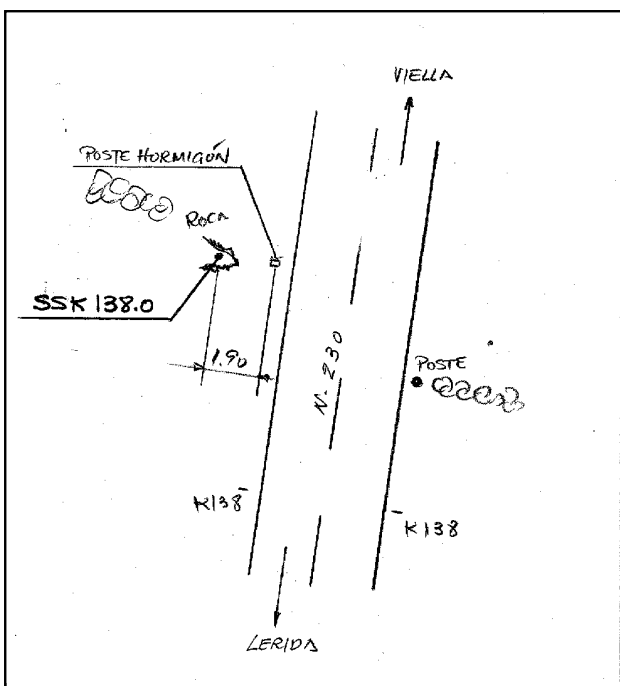 VIELLA
POSTE HORMIGÓN
ROCA
SSK 138.0
1.90
N-230
POSTE
K138
K138
LERIDA